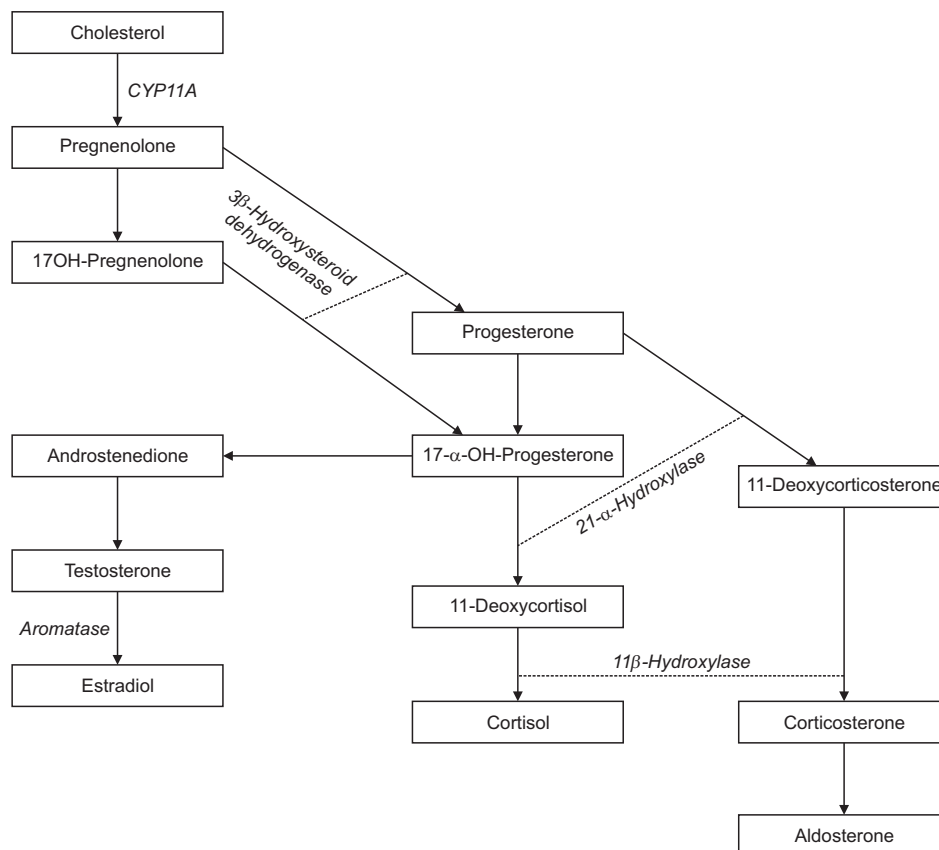 Cholesterol
CYP11A
Pregnenolone
3β-Hydroxysteroid
dehydrogenase
17OH-Pregnenolone
Progesterone
Androstenedione
17-α-OH-Progesterone
21-α-Hydroxylase
11-Deoxycorticosterone
Testosterone
11-Deoxycortisol
Aromatase
11β-Hydroxylase
Estradiol
Cortisol
Corticosterone
Aldosterone